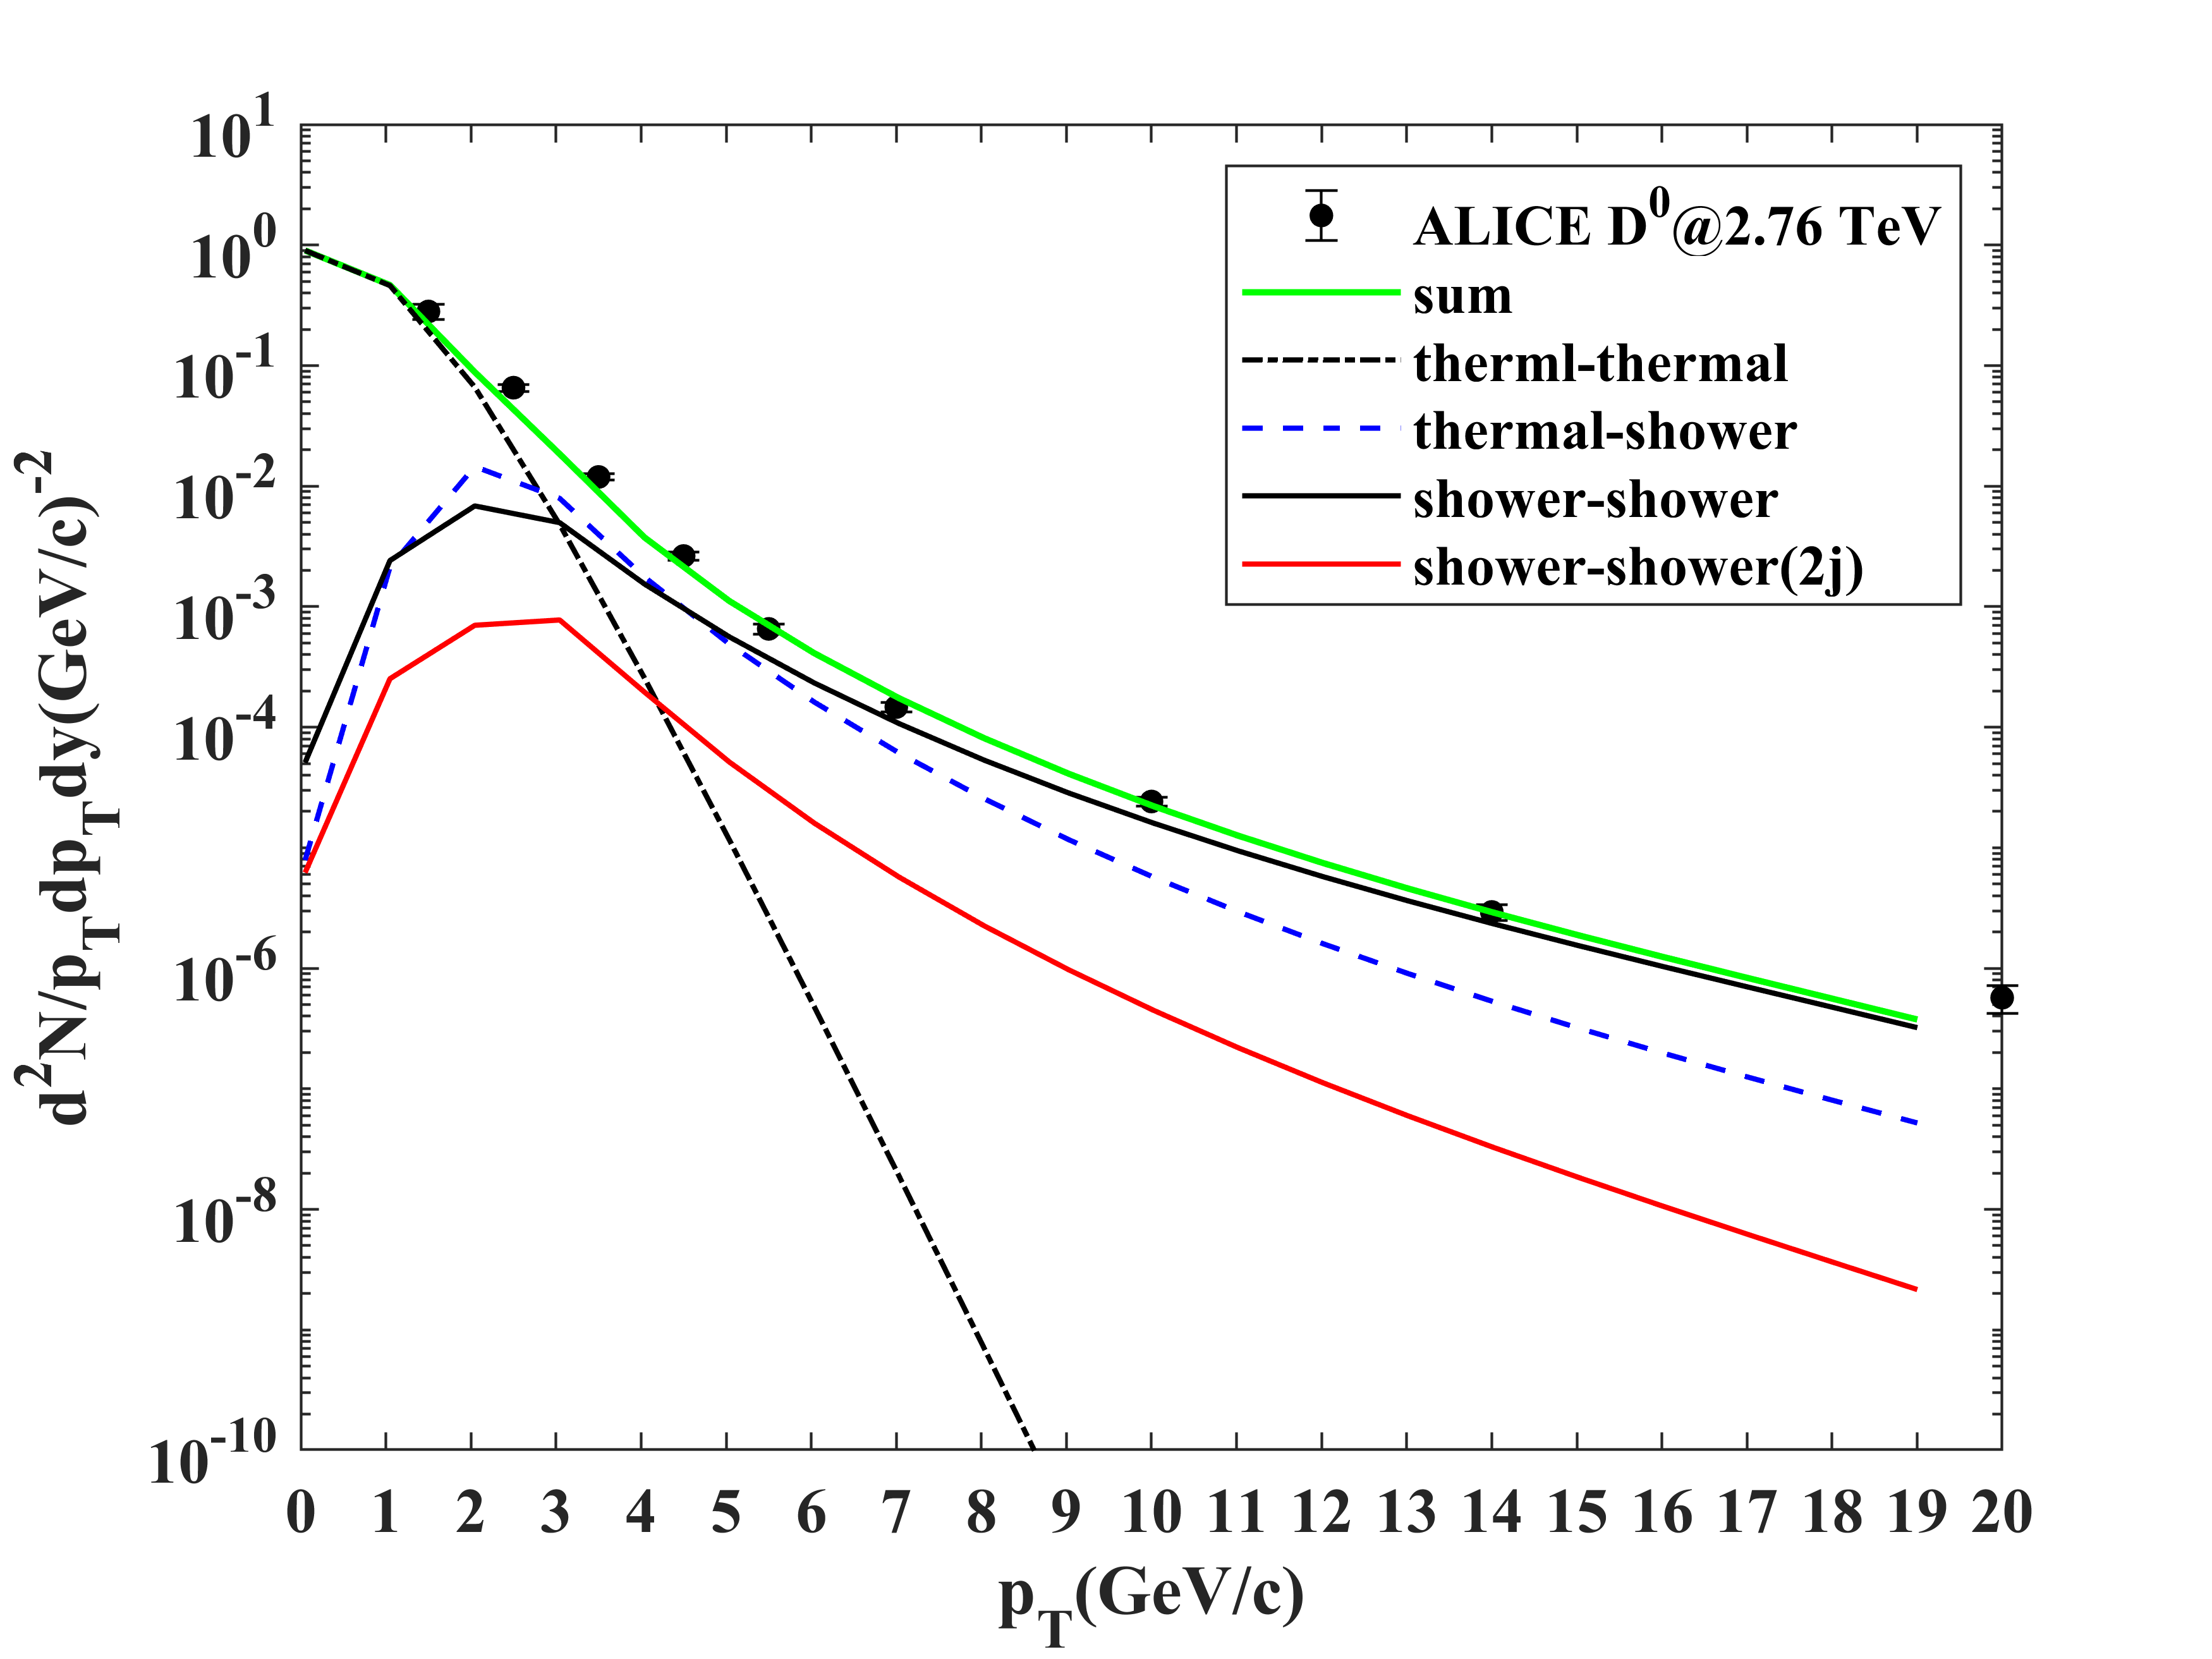 10^1
10^0
10^-1
10^-2
10^-3
10^-4
10^-6
10^-8
10^-10
d^2N/p_Tdp_Tdy(GeV/c)^-2
ALICE D^0@2.76 TeV
sum
therml-thermal
thermal-shower
shower-shower
shower-shower(2j)
0 1 2 3 4 5 6 7 8 9 10 11 12 13 14 15 16 17 18 19 20
p_T(GeV/c)